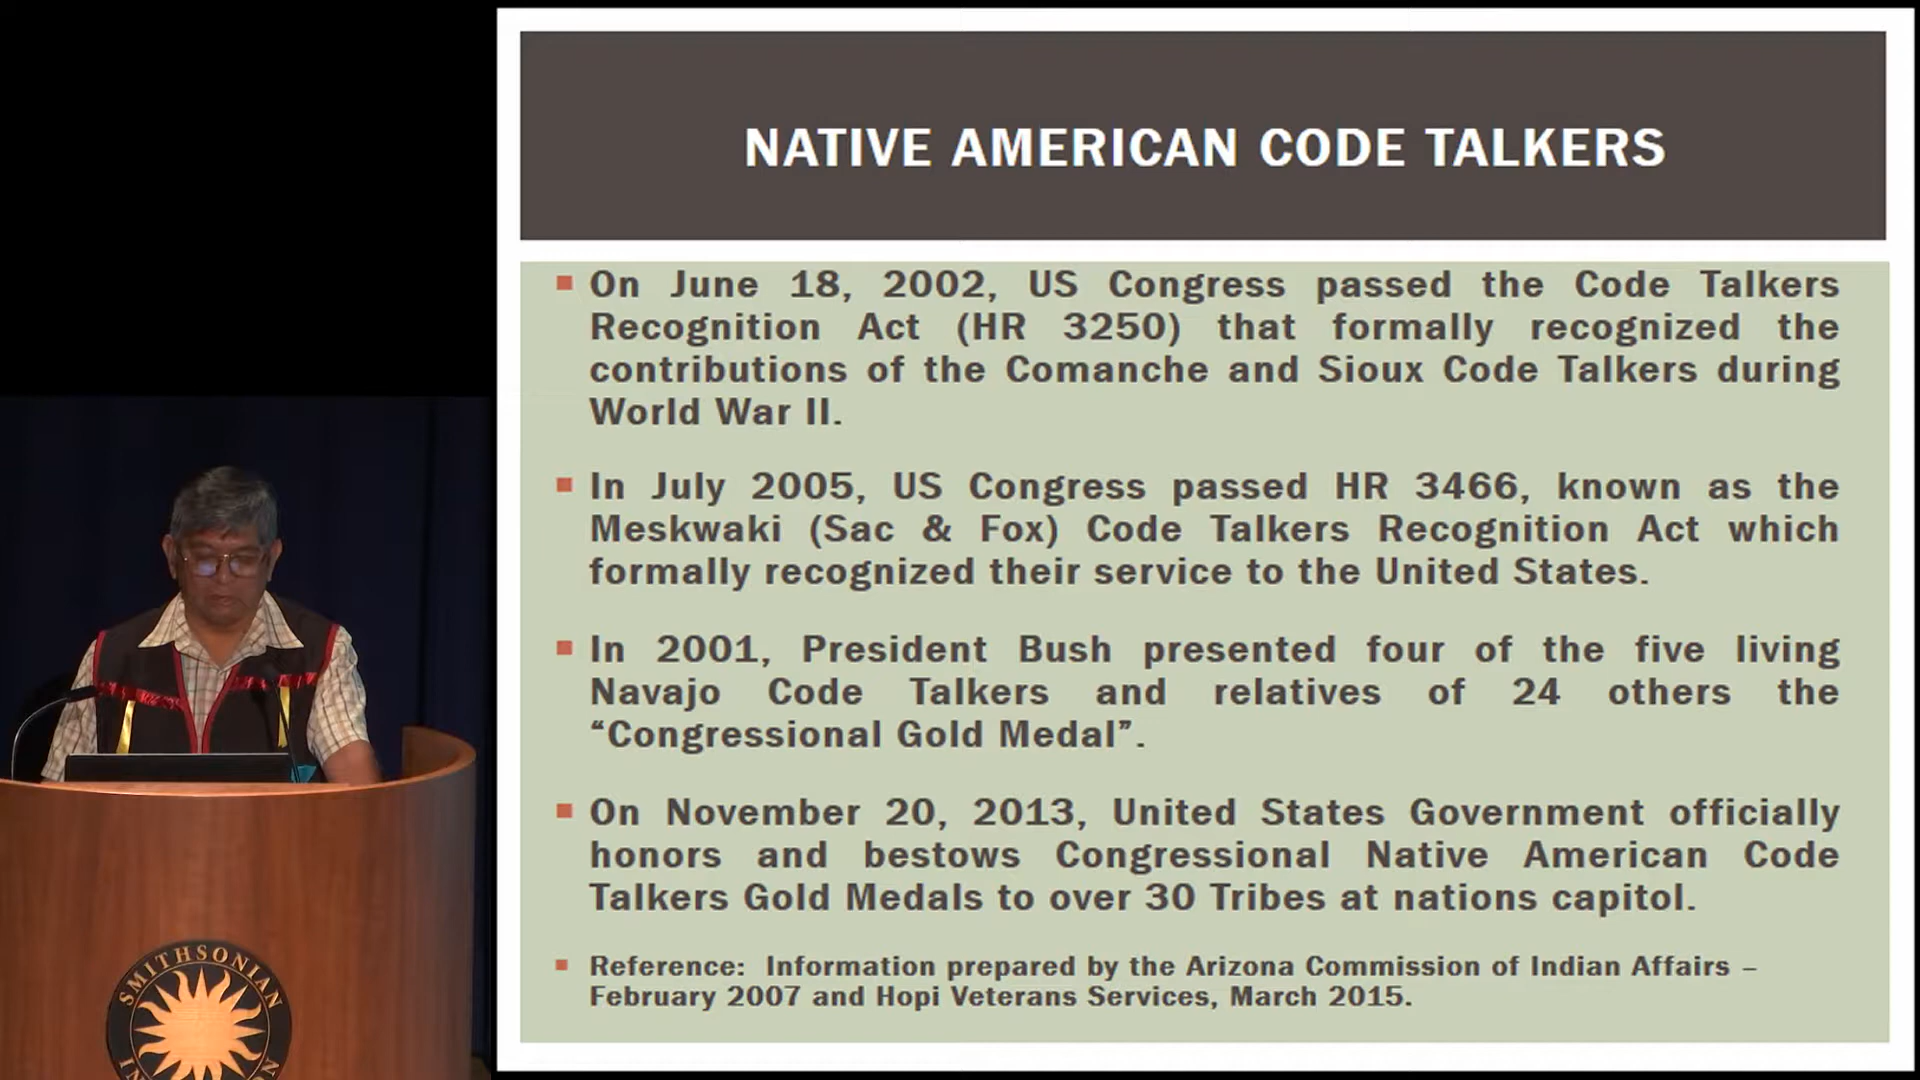 NATIVE AMERICAN CODE TALKERS
On June 18, 2002, US Congress passed the Code Talkers
Recognition Act (HR 3250) that formally recognized the
contributions of the Comanche and Sioux Code Talkers during
World War II.
In July 2005, US Congress passed HR 3466, known as the
Meskwaki (Sac & Fox) Code Talkers Recognition Act which
formally recognized their service to the United States.
In 2001, President Bush presented four of the five living
Navajo Code Talkers and relatives of 24 others the
“Congressional Gold Medal”.
On November 20, 2013, United States Government officially
honors and bestows Congressional Native American Code
Talkers Gold Medals to over 30 Tribes at nations capitol.
Reference: Information prepared by the Arizona Commission of Indian Affairs –
February 2007 and Hopi Veterans Services, March 2015.
SMITHSONIAN